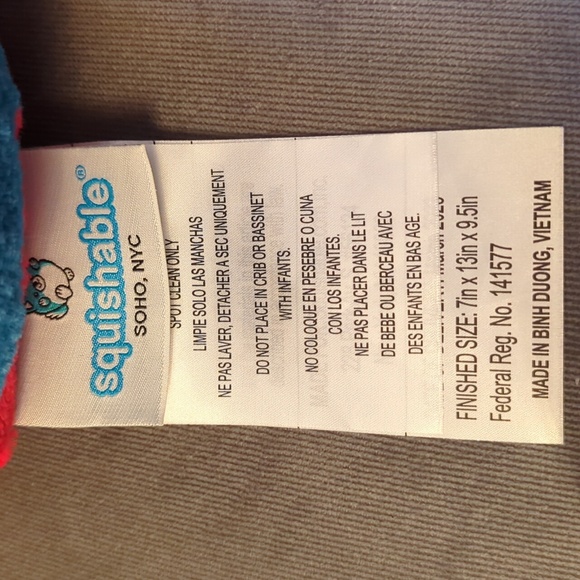 squishable®
SOHO, NYC
SPOT CLEAN ONLY
LIMPIE SOLO LAS MANCHAS
NE PAS LAVER, DETACHER A SEC UNIQUEMENT
DO NOT PLACE IN CRIB OR BASSINET
WITH INFANTS.
NO COLOQUE EN PESEBRE O CUNA
CON LOS INFANTES.
NE PAS PLACER DANS LE LIT
DE BEBE OU BERCEAU AVEC
DES ENFANTS EN BAS AGE.
FINISHED SIZE: 7in x 13in x 9.5in
Federal Reg. No. 141577
MADE IN BINH DUONG, VIETNAM